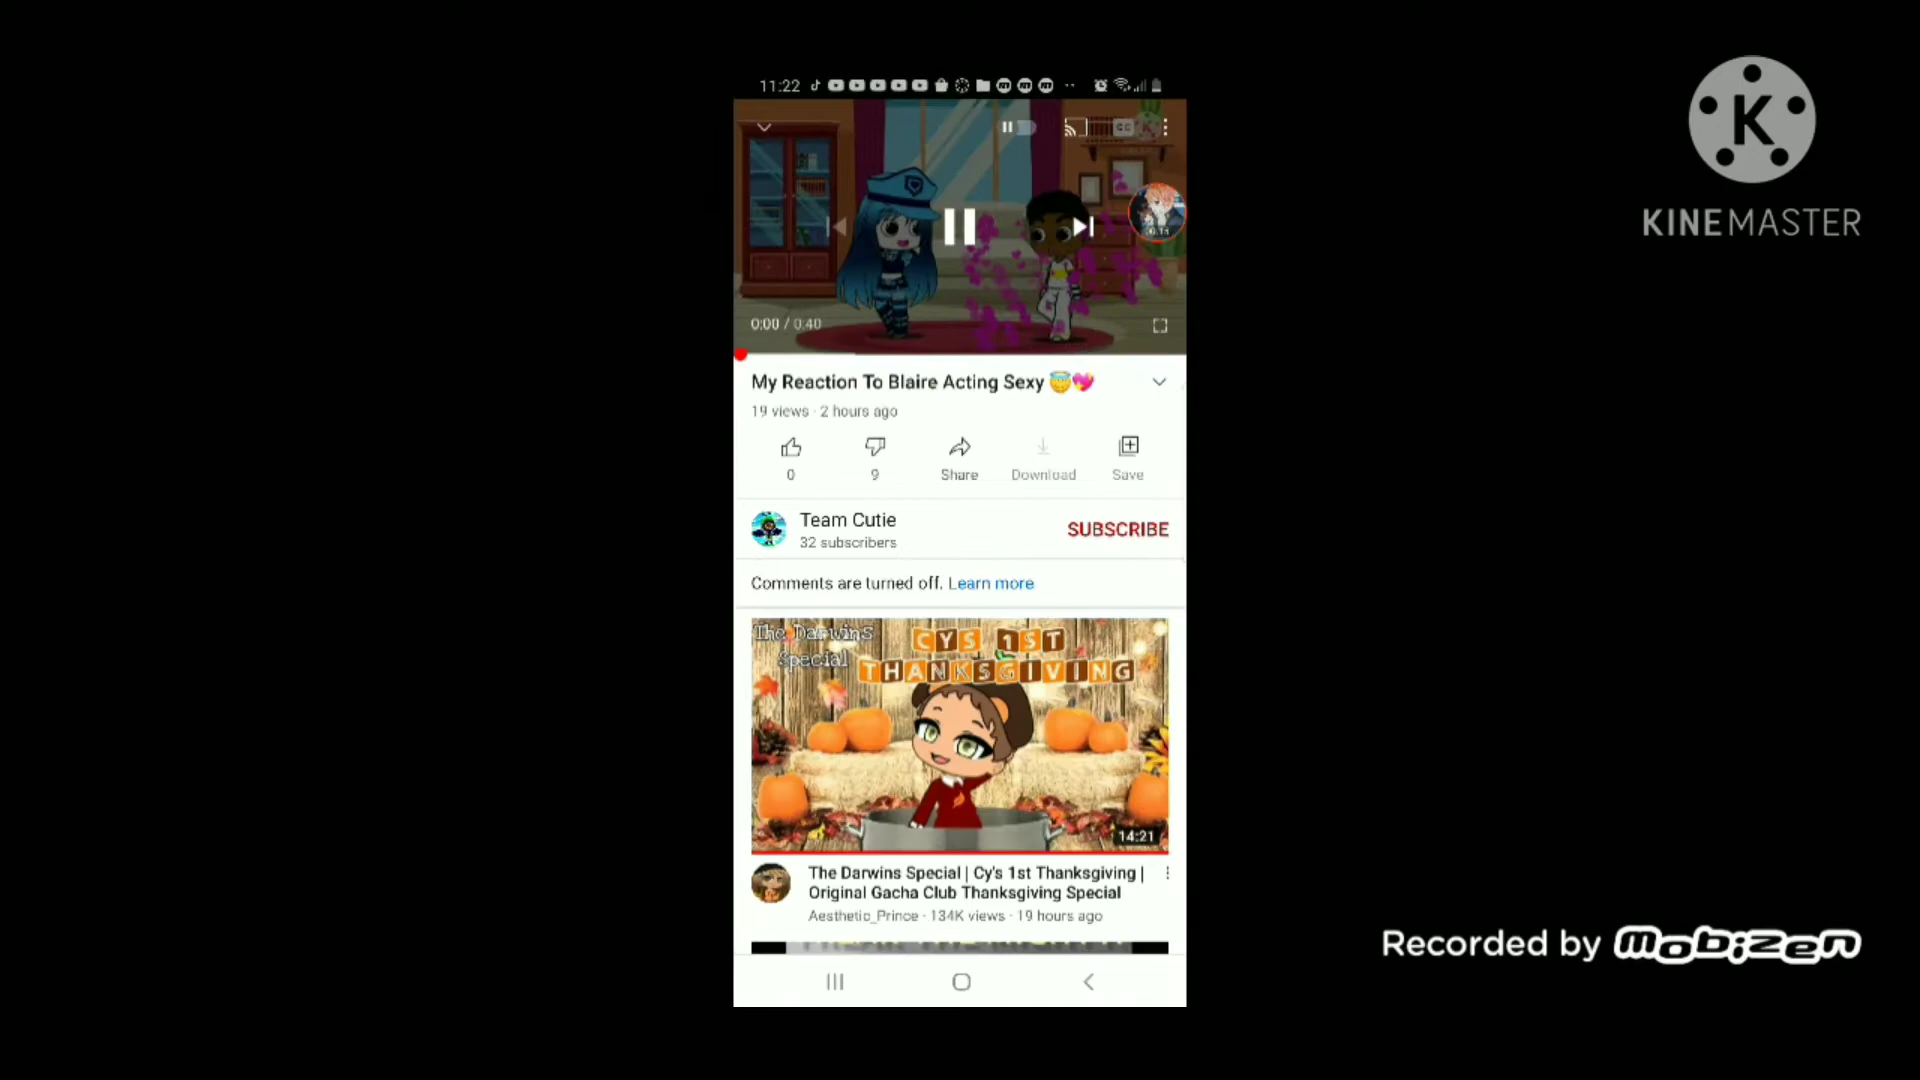 11:22
KINEMASTER
CC
0:00 / 0:40
My Reaction To Blaire Acting Sexy 😇💖
19 views · 2 hours ago
0
9
Share
Download
Save
Team Cutie
32 subscribers
SUBSCRIBE
Comments are turned off. Learn more
The Darwins
Special
CYS 1ST
THANKSGIVING
14:21
The Darwins Special | Cy's 1st Thanksgiving |
Original Gacha Club Thanksgiving Special
Aesthetic_Prince · 134K views · 19 hours ago
Recorded by mobizen